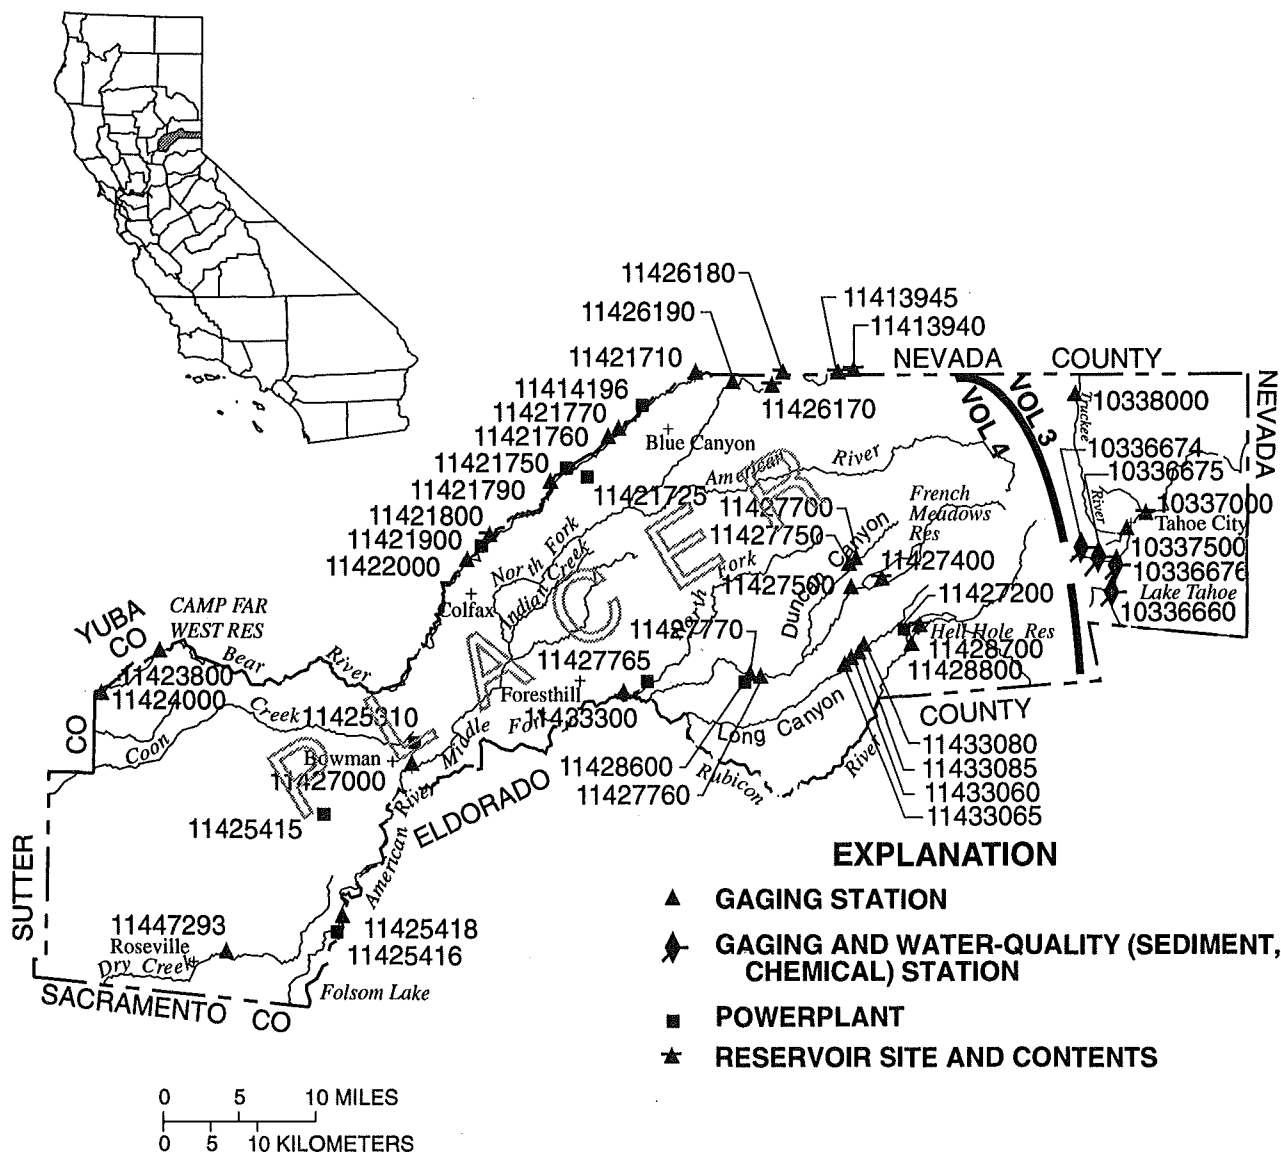 11426180
11413945
11426190
11413940
11421710
NEVADA COUNTY
11414196
11421770
11426170
VOL 4
VOL 3
NEVADA
Truckee
10338000
11421760
Blue Canyon
10336674
11421750
American River
10336675
11421790
11421725
French
Meadows
Res
River
10337000
11421800
11427700
Tahoe City
11421900
11427750
10337500
11422000
North Fork
Indian Creek
Fork
11427400
10336676
Colfax
11427500
Duncan Canyon
11427200
Lake Tahoe
10336660
YUBA
CO
CAMP FAR
WEST RES
11427770
North
Hell Hole Res
Bear River
11427765
11428700
11423800
11428800
11424000
Foresthill
CO
Creek
11425310
11433300
Canyon
COUNTY
Coon
Middle Fork
Long
11433080
Bowman
11428600
Rubicon
River
11433085
11427000
11427760
11433060
PLACER
River
ELDORADO
11433065
11425415
American
SUTTER
EXPLANATION
GAGING STATION
11447293
11425418
Roseville
11425416
GAGING AND WATER-QUALITY (SEDIMENT,
CHEMICAL) STATION
Dry Creek
Folsom Lake
SACRAMENTO CO
POWERPLANT
RESERVOIR SITE AND CONTENTS
0 5 10 MILES
0 5 10 KILOMETERS